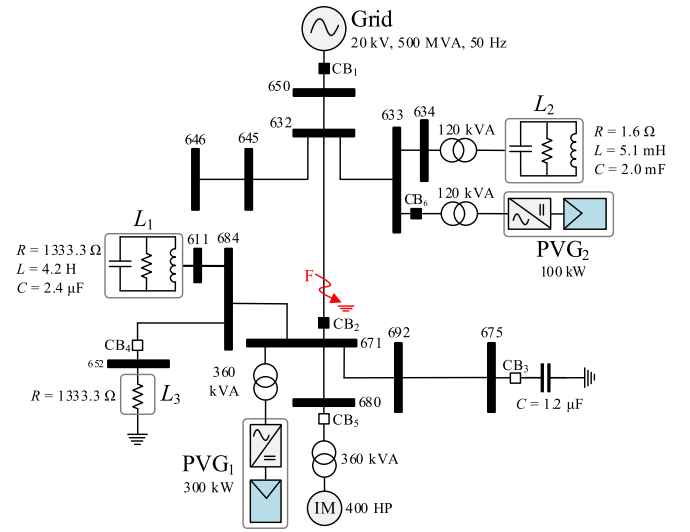 Grid
20 kV, 500 MVA, 50 Hz
CB1
650
632
646
645
633
634
120 kVA
L2
R = 1.6 Ω
L = 5.1 mH
C = 2.0 mF
CB6
120 kVA
PVG2
100 kW
L1
R = 1333.3 Ω
L = 4.2 H
C = 2.4 µF
611
684
F
CB2
671
692
675
CB4
652
R = 1333.3 Ω
L3
360
kVA
680
CB5
CB3
C = 1.2 µF
PVG1
300 kW
360 kVA
IM
400 HP